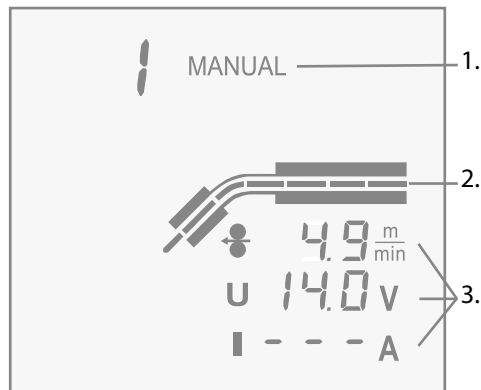 1 MANUAL
1.
2.
4.9 m/min
3.
U 14.0 V
I - - - A